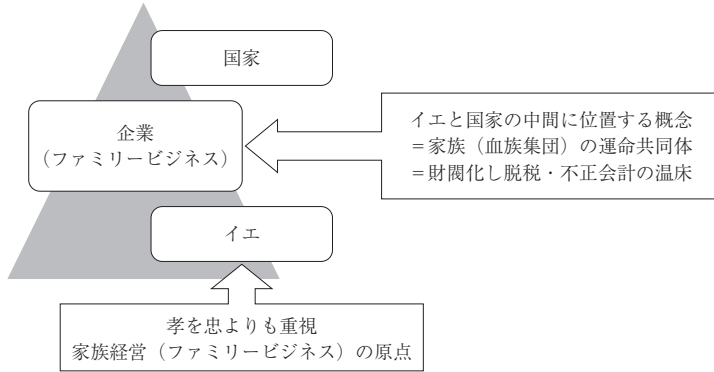 国家
企業
（ファミリービジネス）
イエと国家の中間に位置する概念
＝家族（血族集団）の運命共同体
＝財閥化し脱税・不正会計の温床
イエ
孝を忠よりも重視
家族経営（ファミリービジネス）の原点